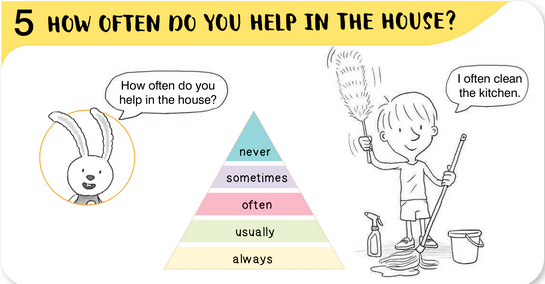 5 HOW OFTEN DO YOU HELP IN THE HOUSE?
How often do you
help in the house?
I often clean
the kitchen.
never
sometimes
often
usually
always